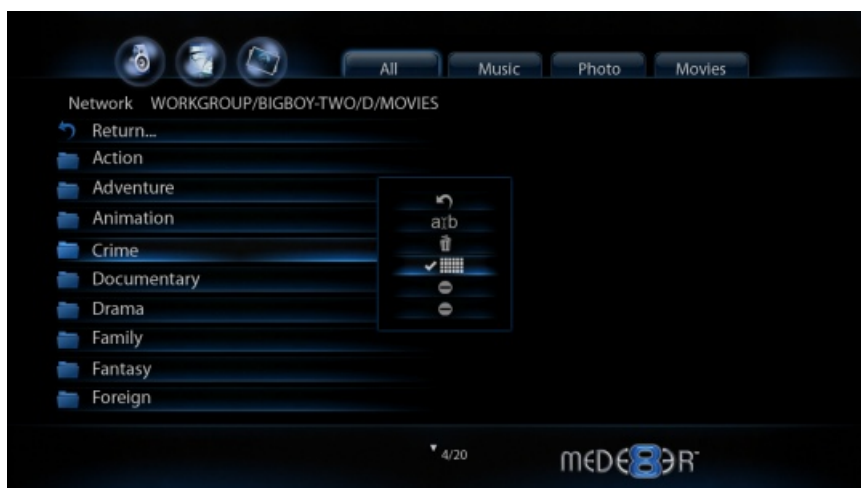 All Music Photo Movies
Network WORKGROUP/BIGBOY-TWO/D/MOVIES
Return...
Action
Adventure
Animation
aIb
Crime
Documentary
Drama
Family
Fantasy
Foreign
4/20
MEDE8ER